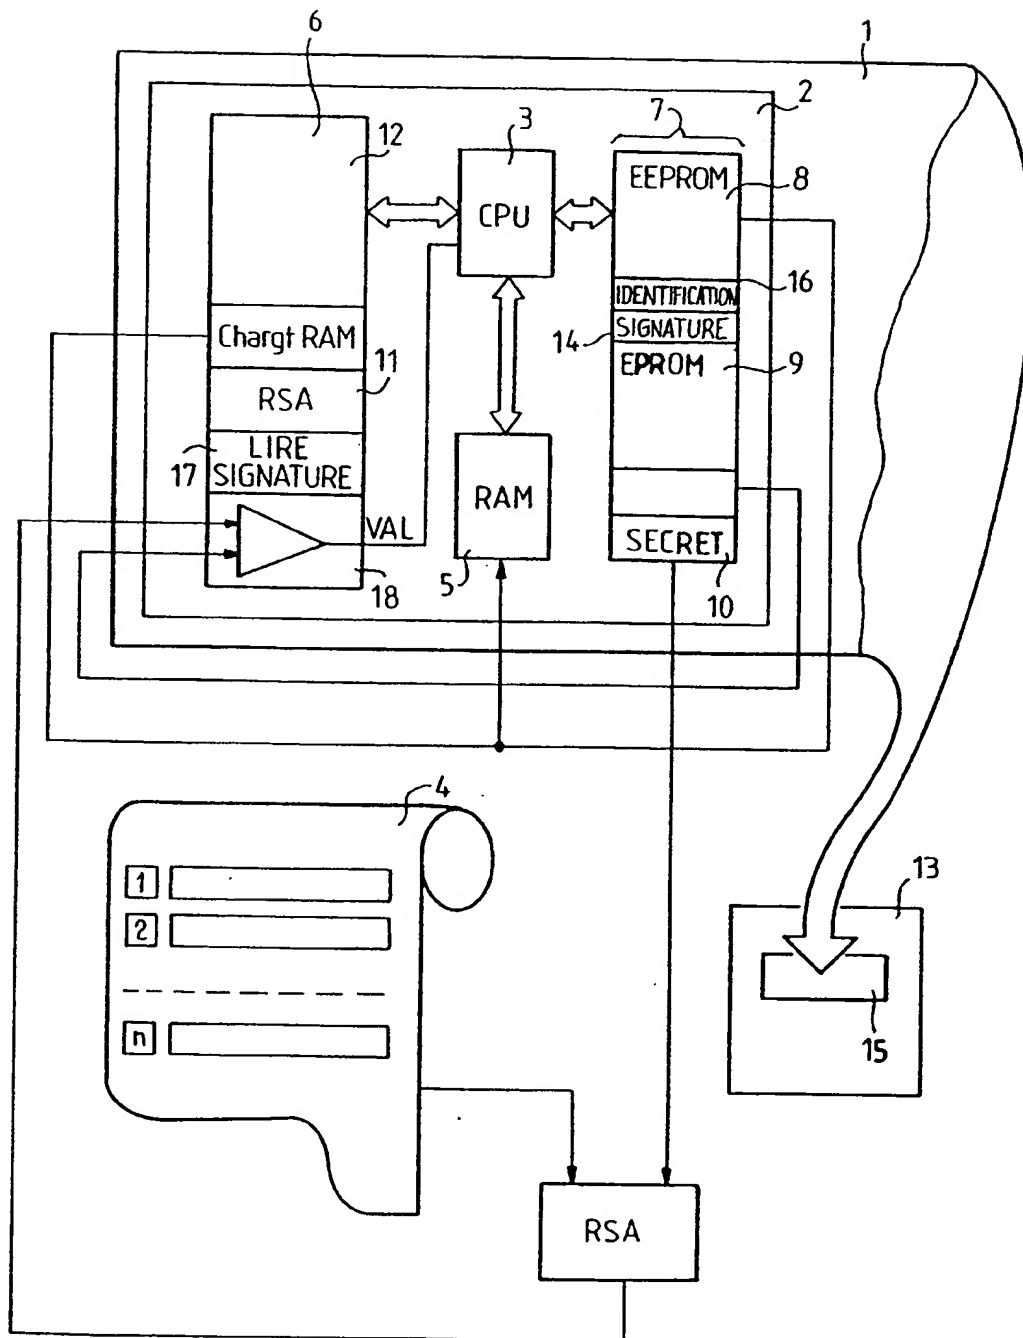 6
1
2
7
3
12
EEPROM
8
CPU
IDENTIFICATION
16
SIGNATURE
14
Chargt RAM
EPROM
9
11
RSA
LIRE
SIGNATURE
17
RAM
VAL
SECRET
18
5
10
4
1
2
n
13
15
RSA